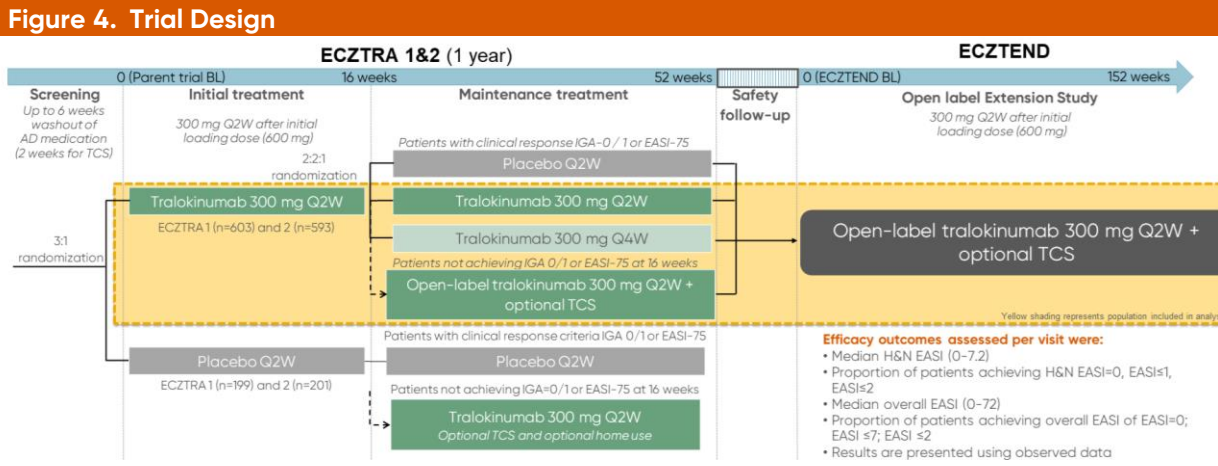 Figure 4. Trial Design
ECZTRA 1&2 (1 year)
ECZTEND
0 (Parent trial BL)
16 weeks
52 weeks
0 (ECZTEND BL)
152 weeks
Screening
Up to 6 weeks
washout of
AD medication
(2 weeks for TCS)
Initial treatment
300 mg Q2W after initial
loading dose (600 mg)
Maintenance treatment
Safety
follow-up
Open label Extension Study
300 mg Q2W after initial
loading dose (600 mg)
2:2:1
randomization
Patients with clinical response IGA-0 / 1 or EASI-75
Placebo Q2W
3:1
randomization
Tralokinumab 300 mg Q2W
ECZTRA 1 (n=603) and 2 (n=593)
Tralokinumab 300 mg Q2W
Tralokinumab 300 mg Q4W
Patients not achieving IGA 0/1 or EASI-75 at 16 weeks
Open-label tralokinumab 300 mg Q2W +
optional TCS
Open-label tralokinumab 300 mg Q2W +
optional TCS
Yellow shading represents population included in analys
Patients with clinical response criteria IGA 0/1 or EASI-75
Placebo Q2W
ECZTRA 1 (n=199) and 2 (n=201)
Placebo Q2W
Patients not achieving IGA=0/1 or EASI-75 at 16 weeks
Tralokinumab 300 mg Q2W
Optional TCS and optional home use
Efficacy outcomes assessed per visit were:
• Median H&N EASI (0-7.2)
• Proportion of patients achieving H&N EASI=0, EASI≤1,
EASI≤2
• Median overall EASI (0-72)
• Proportion of patients achieving overall EASI of EASI=0;
EASI ≤7; EASI ≤2
• Results are presented using observed data